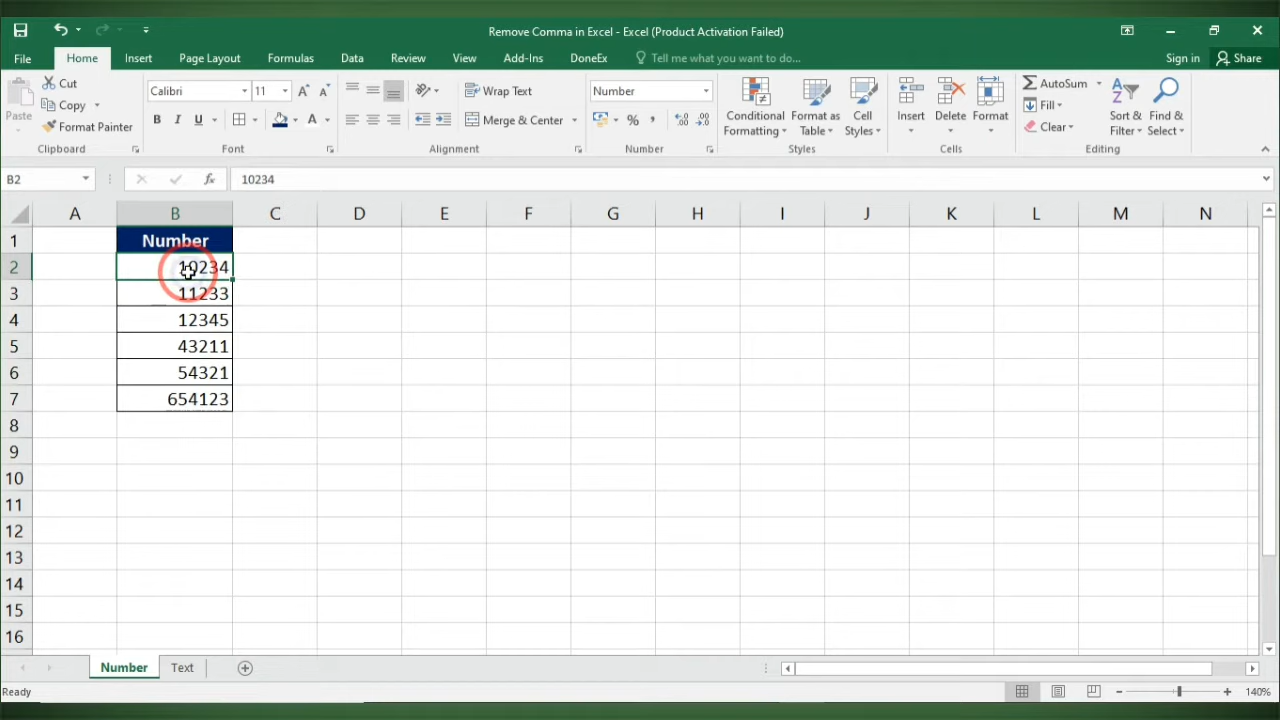 Remove Comma in Excel - Excel (Product Activation Failed)
File Home Insert Page Layout Formulas Data Review View Add-Ins DoneEx Tell me what you want to do... Sign in Share
Paste
Cut
Copy
Format Painter
Clipboard
Calibri 11
B I U A
Font
Wrap Text
Merge & Center
Alignment
Number
% ,
Number
Conditional Formatting
Format as Table
Cell Styles
Styles
Insert Delete Format
Cells
AutoSum
Fill
Clear
Sort & Filter
Find & Select
Editing
B2 fx 10234
A B C D E F G H I J K L M N
1 Number
2 10234
3 11233
4 12345
5 43211
6 54321
7 654123
8
9
10
11
12
13
14
15
16
Number Text
Ready 140%